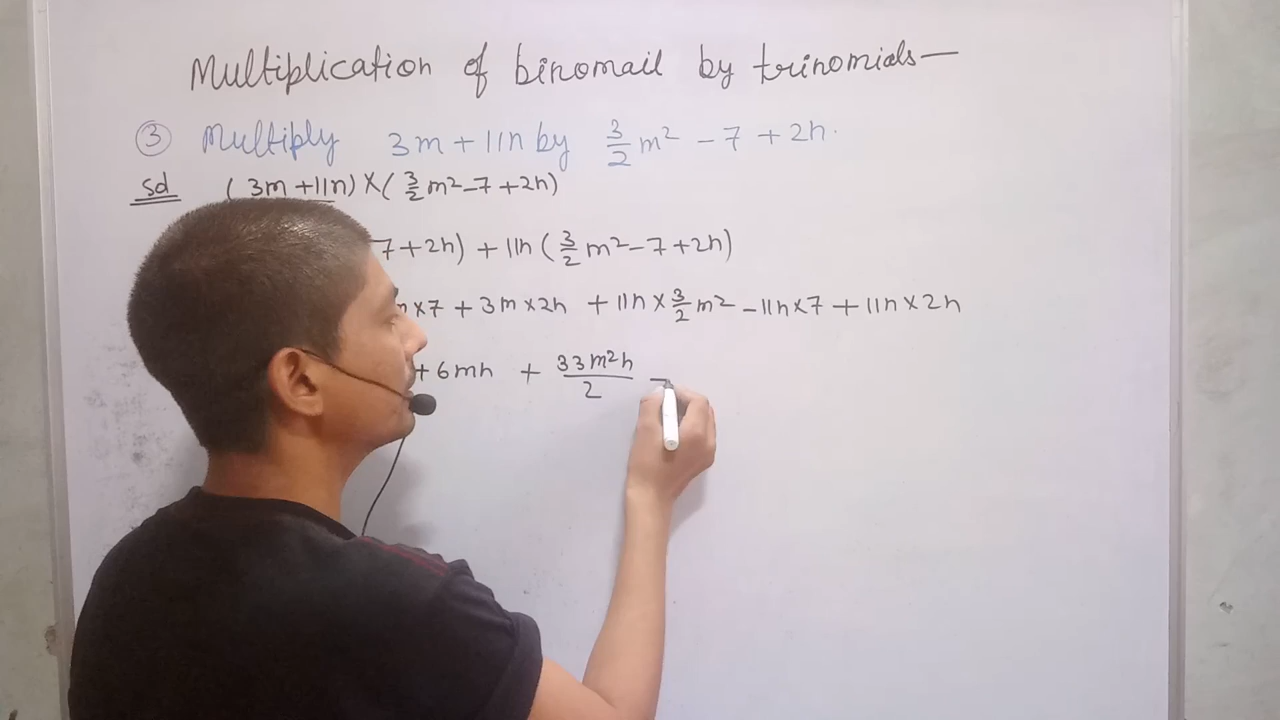 Multiplication of binomail by trinomials—
③ Multiply 3m + 11n by 3/2 m² - 7 + 2n.
Sol (3m + 11n) × (3/2 m² - 7 + 2n)
7 + 2n) + 11n (3/2 m² - 7 + 2n)
× 7 + 3m × 2n + 11n × 3/2 m² - 11n × 7 + 11n × 2n
+ 6mn + 33m²n/2 -